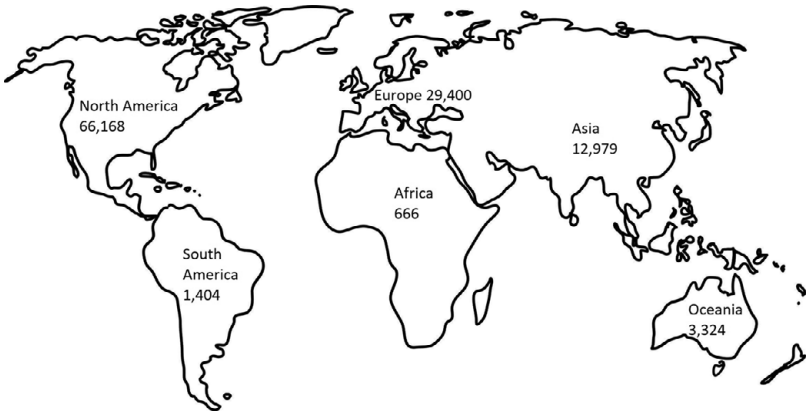 North America
66,168
Europe 29,400
Asia
12,979
Africa
666
South
America
1,404
Oceania
3,324